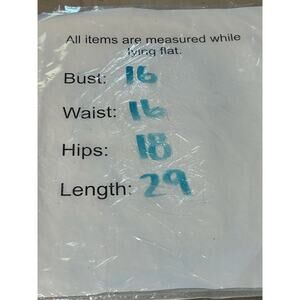 All items are measured while
lying flat.
Bust: 16
Waist: 16
Hips: 18
Length: 29